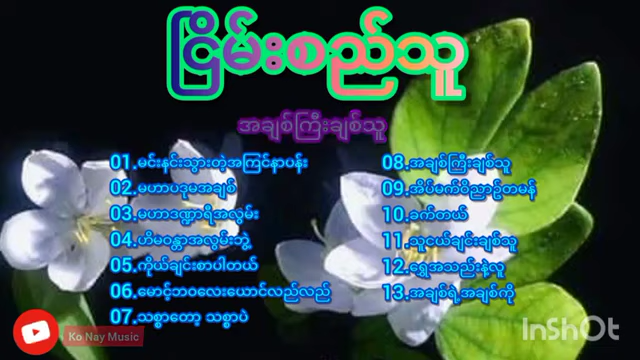 ငြိမ်းစည်သူ
အချစ်ကြီးချစ်သူ
01.မင်းနင်းသွားတဲ့အကြင်နာပန်း
02.မဟာပဒုမအချစ်
03.မဟာဒဏ္ဍာရီအလွမ်း
04.ဟိမဝန္တာအလွမ်းဘွဲ့
05.ကိုယ်ချင်းစာပါတယ်
06.မောင့်ဘဝလေးယောင်လည်လည်
07.သစ္စာတော့ သစ္စာပဲ
08.အချစ်ကြီးချစ်သူ
09.အိပ်မက်ဝိညာဥ်တမန်
10.ခက်တယ်
11.သူငယ်ချင်းချစ်သူ
12.ရွှေအသည်းနဲ့လူ
13.အချစ်ရဲ့အချစ်ကို
Ko Nay Music
InShOt